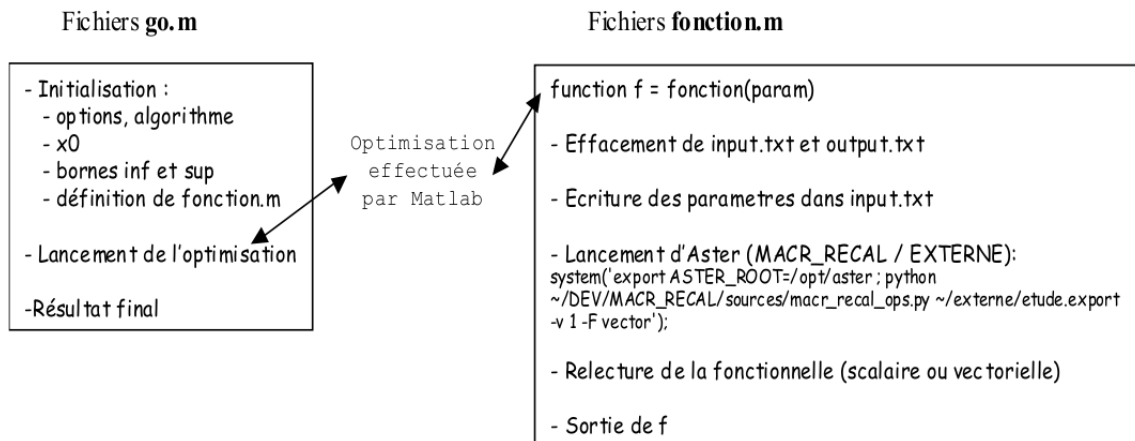 Fichiers go.m
- Initialisation :
- options, algorithme
- x0
- bornes inf et sup
- définition de fonction.m
- Lancement de l'optimisation
-Résultat final
Optimisation
effectuée
par Matlab
Fichiers fonction.m
function f = fonction(param)
- Effacement de input.txt et output.txt
- Ecriture des parametres dans input.txt
- Lancement d'Aster (MACR_RECAL / EXTERNE):
system('export ASTER_ROOT=/opt/aster ; python
~/DEV/MACR_RECAL/sources/macr_recal_ops.py ~/externe/etude.export
-v 1 -F vector');
- Relecture de la fonctionnelle (scalaire ou vectorielle)
- Sortie de f